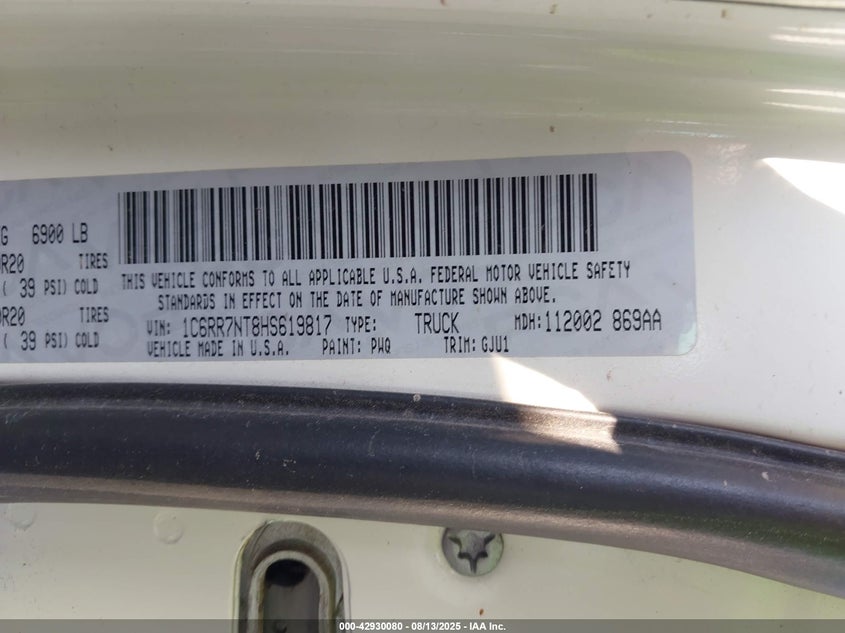 G 6900 LB
R20 TIRES
( 39 PSI) COLD
0R20 TIRES
( 39 PSI) COLD
THIS VEHICLE CONFORMS TO ALL APPLICABLE U.S.A. FEDERAL MOTOR VEHICLE SAFETY
STANDARDS IN EFFECT ON THE DATE OF MANUFACTURE SHOWN ABOVE.
VIN: 1C6RR7NT8HS619817 TYPE: TRUCK MDH: 112002 869AA
VEHICLE MADE IN U.S.A. PAINT: PWQ TRIM: GJU1
000-42930080 - 08/13/2025 - IAA Inc.